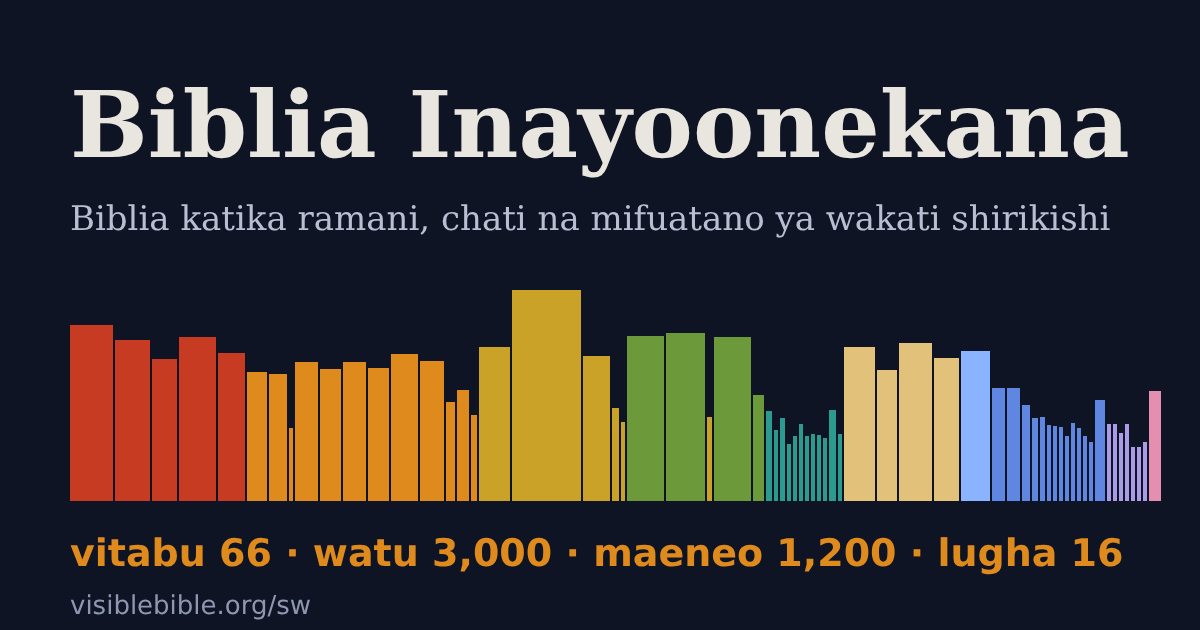 Biblia Inayoonekana
Biblia katika ramani, chati na mifuatano ya wakati shirikishi
vitabu 66 · watu 3,000 · maeneo 1,200 · lugha 16
visiblebible.org/sw